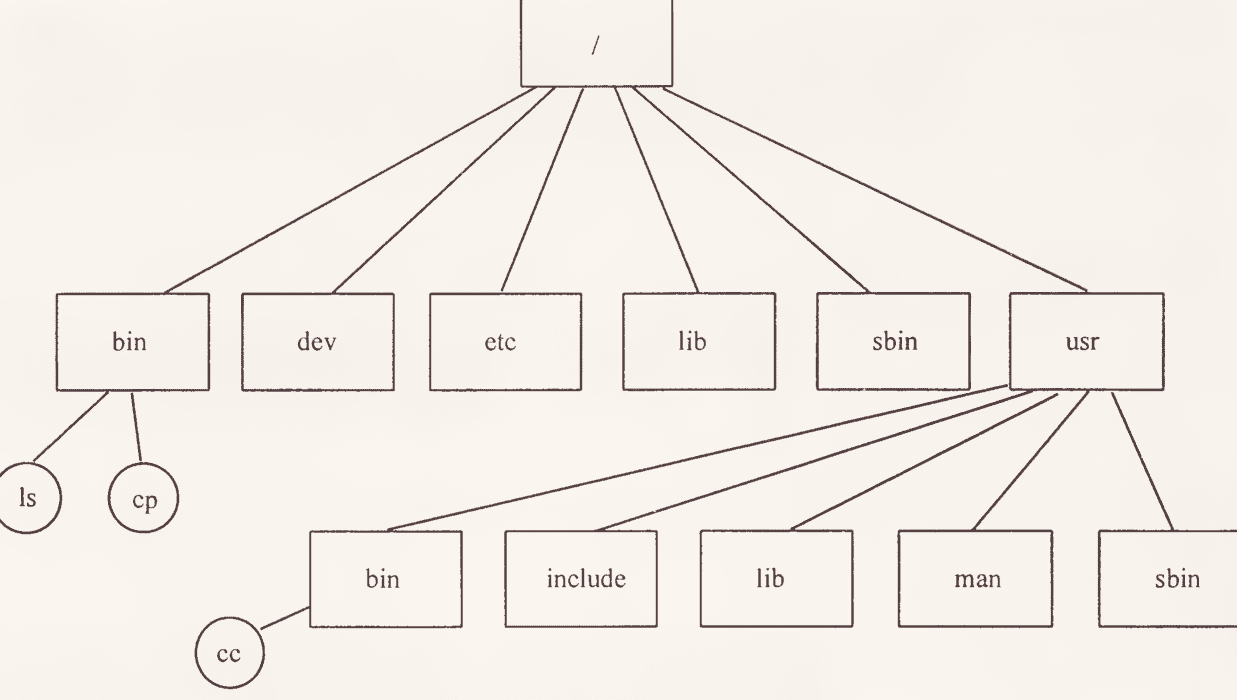 /
bin dev etc lib sbin usr
ls cp
bin include lib man sbin
cc